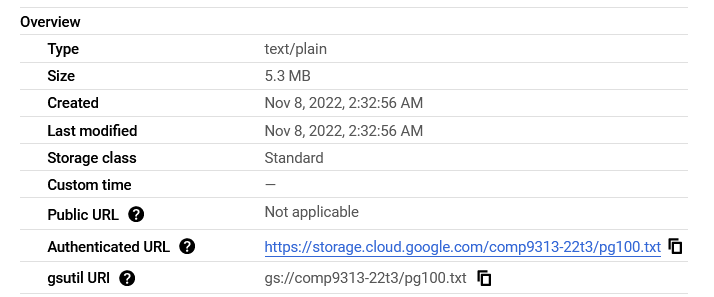 Overview
Type text/plain
Size 5.3 MB
Created Nov 8, 2022, 2:32:56 AM
Last modified Nov 8, 2022, 2:32:56 AM
Storage class Standard
Custom time —
Public URL ? Not applicable
Authenticated URL ? https://storage.cloud.google.com/comp9313-22t3/pg100.txt
gsutil URI ? gs://comp9313-22t3/pg100.txt